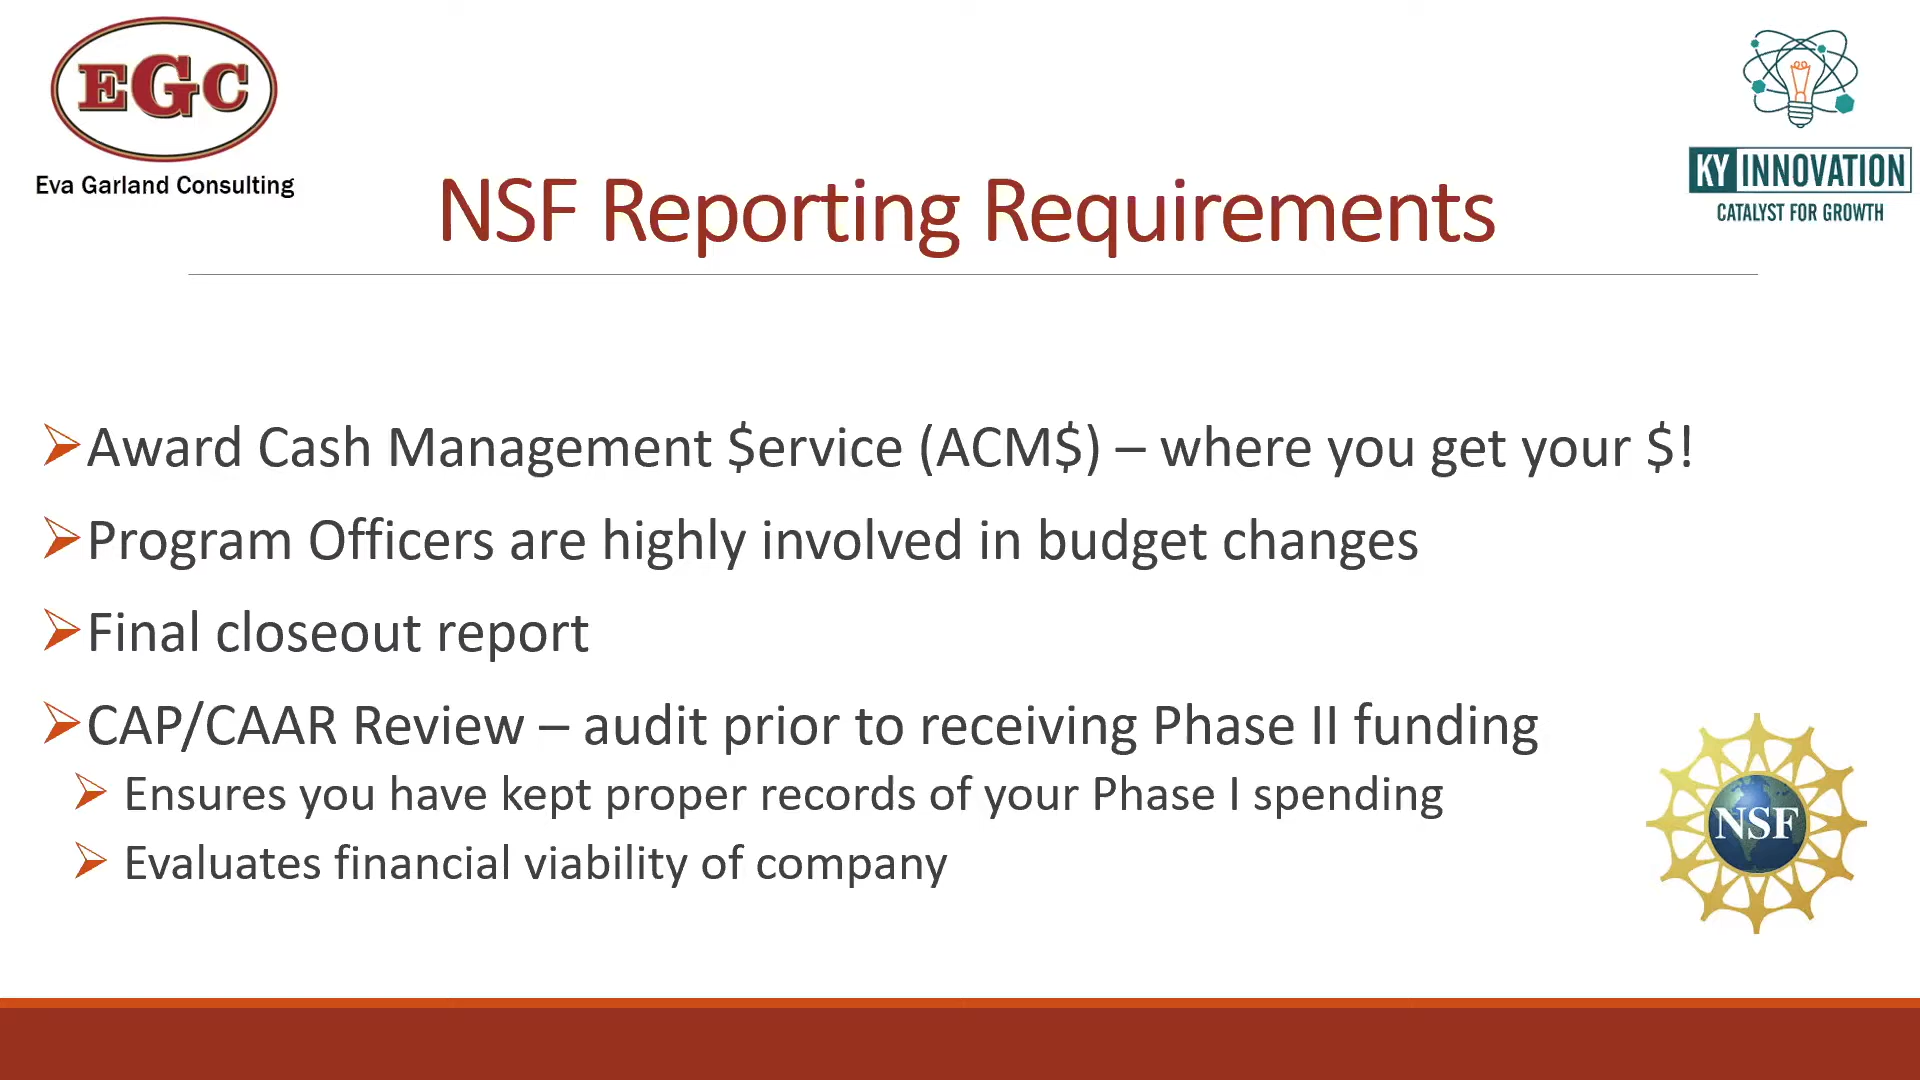 EGC
Eva Garland Consulting
KY INNOVATION
CATALYST FOR GROWTH
NSF Reporting Requirements
Award Cash Management $ervice (ACM$) – where you get your $!
Program Officers are highly involved in budget changes
Final closeout report
CAP/CAAR Review – audit prior to receiving Phase II funding
Ensures you have kept proper records of your Phase I spending
Evaluates financial viability of company
NSF